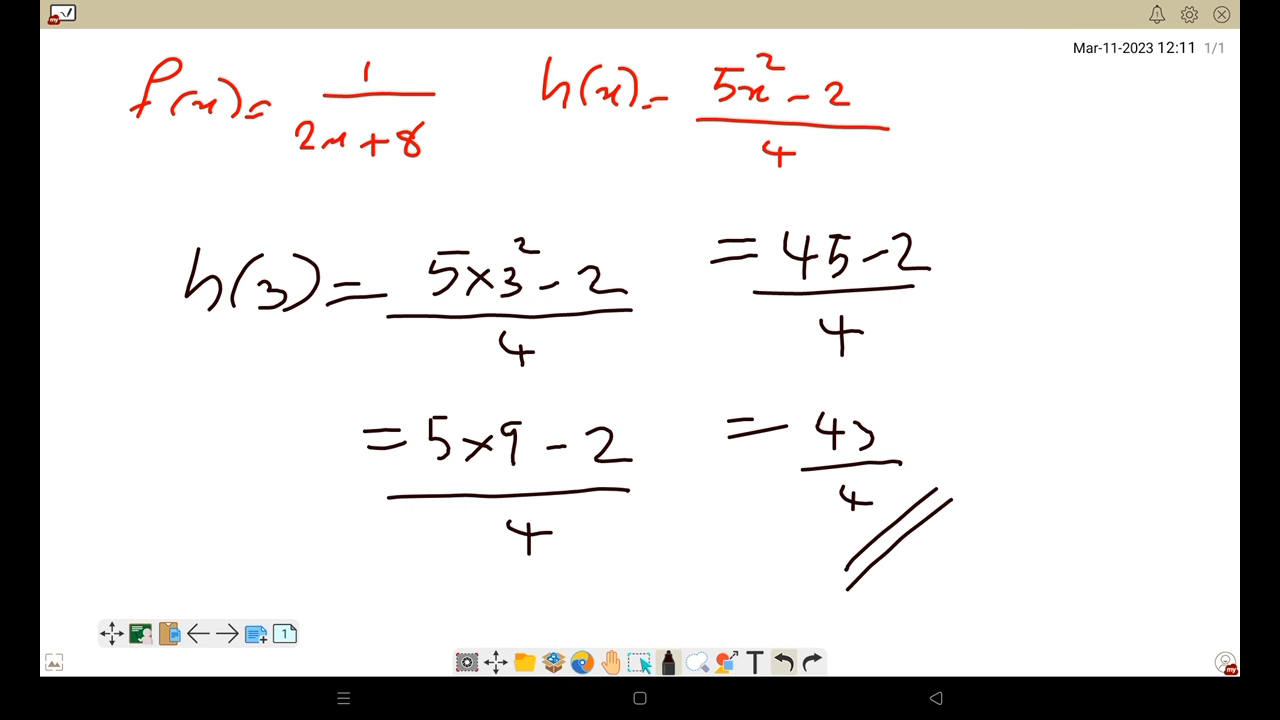 Mar-11-2023 12:11 1/1
f(x) = 1/(2x+8)
h(x) = (5x²-2)/4
h(3) = (5×3²-2)/4
= (5×9-2)/4
= (45-2)/4
= 43/4
1
T